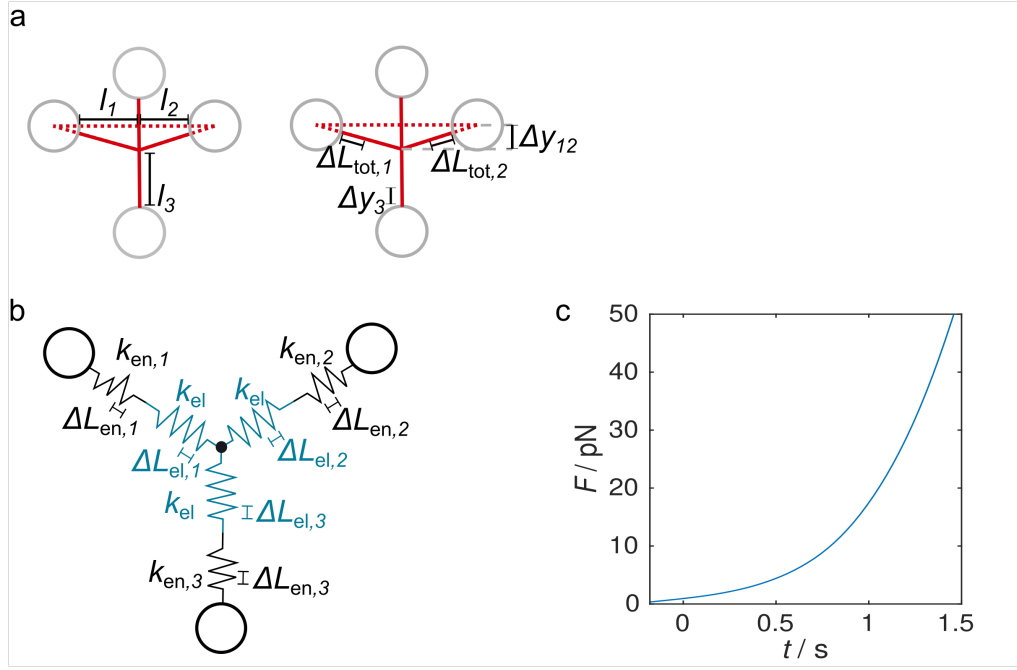 a
l1 l2
l3
ΔLtot,1 ΔLtot,2
Δy12
Δy3
b
ken,1 ken,2
kel kel
ΔLen,1 ΔLen,2
ΔLel,1 ΔLel,2
kel ΔLel,3
ken,3 ΔLen,3
c
F / pN
50
40
30
20
10
0
0 0.5 1 1.5
t / s